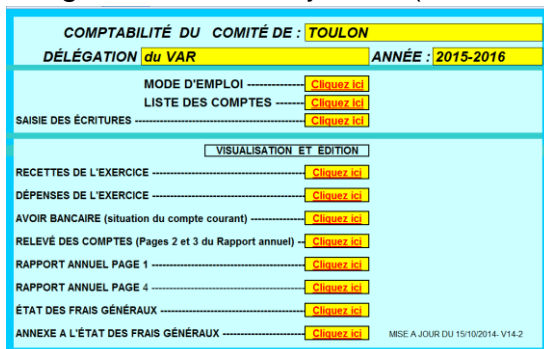 COMPTABILITÉ DU COMITÉ DE : TOULON
DÉLÉGATION du VAR ANNÉE : 2015-2016
MODE D'EMPLOI -------------- Cliquez ici
LISTE DES COMPTES ------- Cliquez ici
SAISIE DES ÉCRITURES ------------------------------------------ Cliquez ici
VISUALISATION ET ÉDITION
RECETTES DE L'EXERCICE -------------------------------------- Cliquez ici
DÉPENSES DE L'EXERCICE -------------------------------------- Cliquez ici
AVOIR BANCAIRE (situation du compte courant) ------------- Cliquez ici
RELEVÉ DES COMPTES (Pages 2 et 3 du Rapport annuel) -- Cliquez ici
RAPPORT ANNUEL PAGE 1 -------------------------------------- Cliquez ici
RAPPORT ANNUEL PAGE 4 -------------------------------------- Cliquez ici
ÉTAT DES FRAIS GÉNÉRAUX ----------------------------------- Cliquez ici
ANNEXE A L'ÉTAT DES FRAIS GÉNÉRAUX -------------------- Cliquez ici MISE A JOUR DU 15/10/2014- V14-2